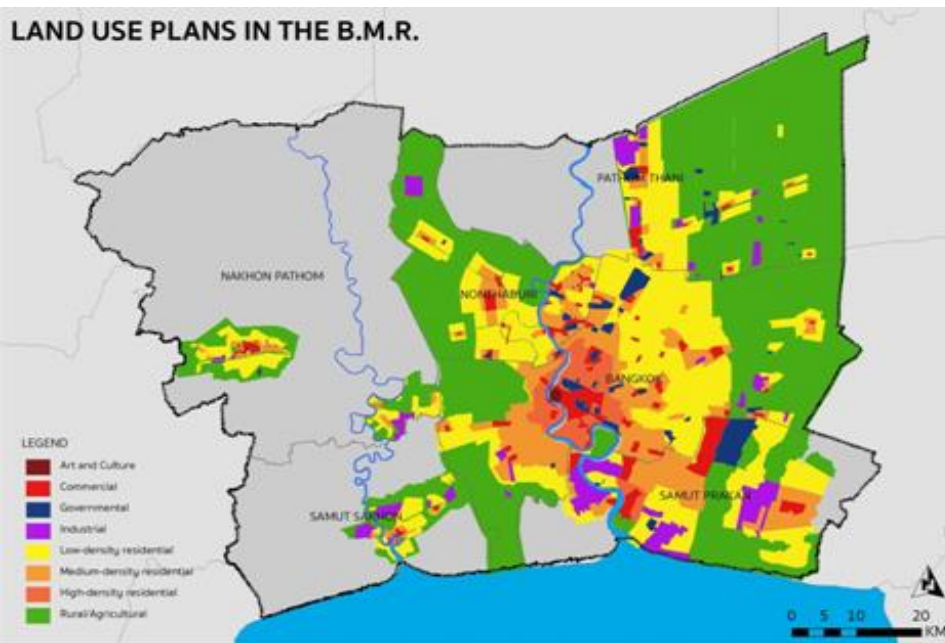 LAND USE PLANS IN THE B.M.R.
PATHUM THANI
NAKHON PATHOM
NONTHABURI
BANGKOK
SAMUT PRAKAN
SAMUT SAKHON
LEGEND
Art and Culture
Commercial
Governmental
Industrial
Low-density residential
Medium-density residential
High-density residential
Rural/Agricultural
0 5 10 20
KM